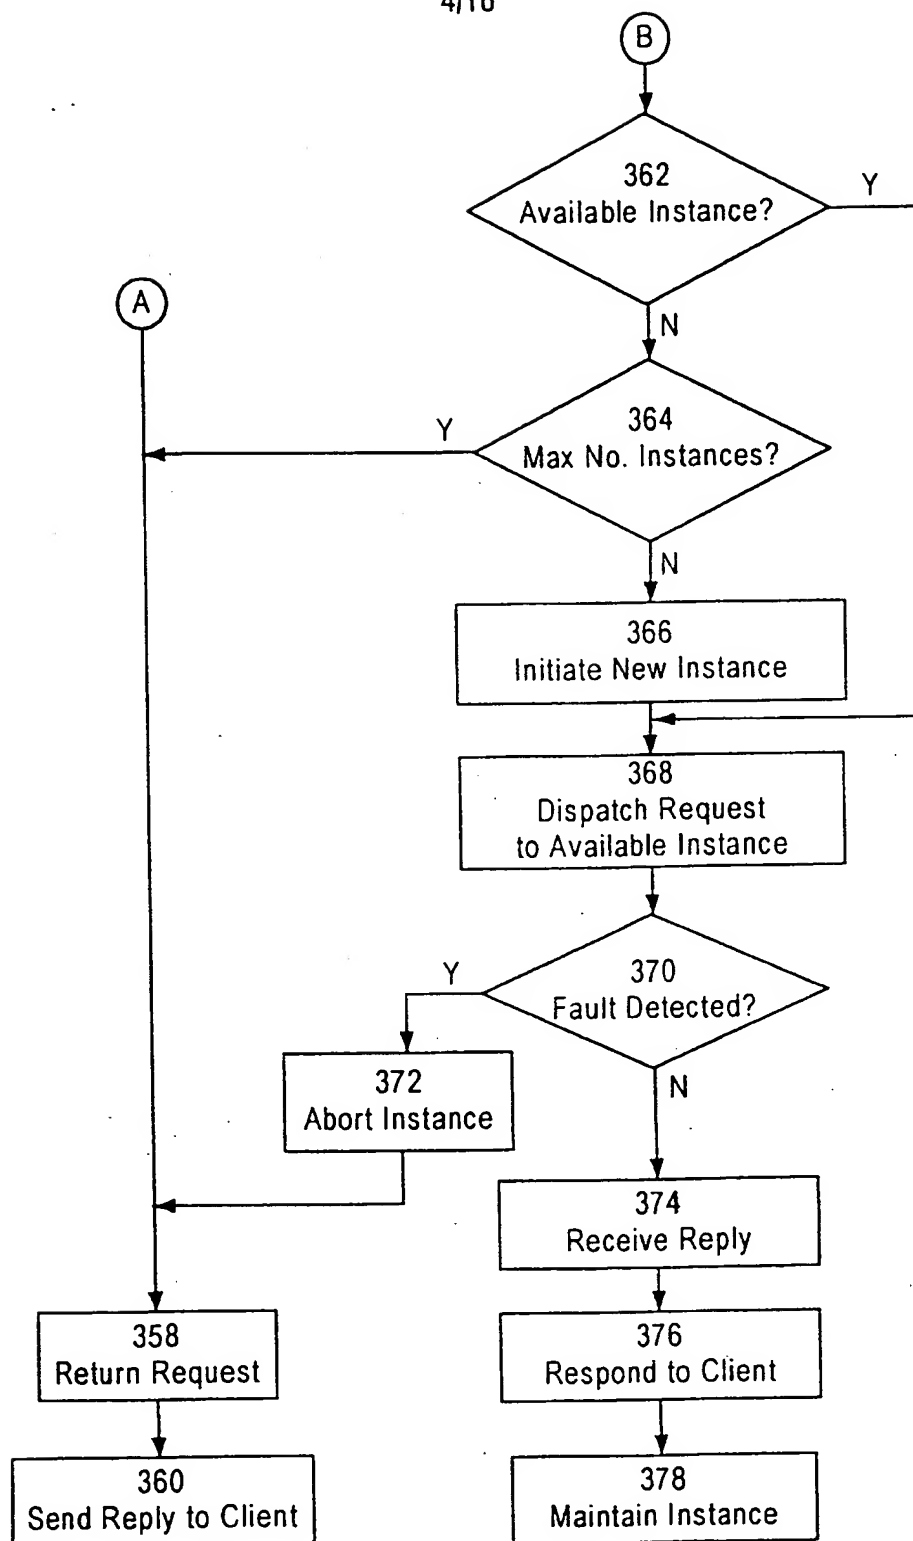 4/16
B
362
Available Instance?
Y
A
N
364
Max No. Instances?
Y
N
366
Initiate New Instance
368
Dispatch Request
to Available Instance
370
Fault Detected?
Y
N
372
Abort Instance
374
Receive Reply
358
Return Request
376
Respond to Client
360
Send Reply to Client
378
Maintain Instance